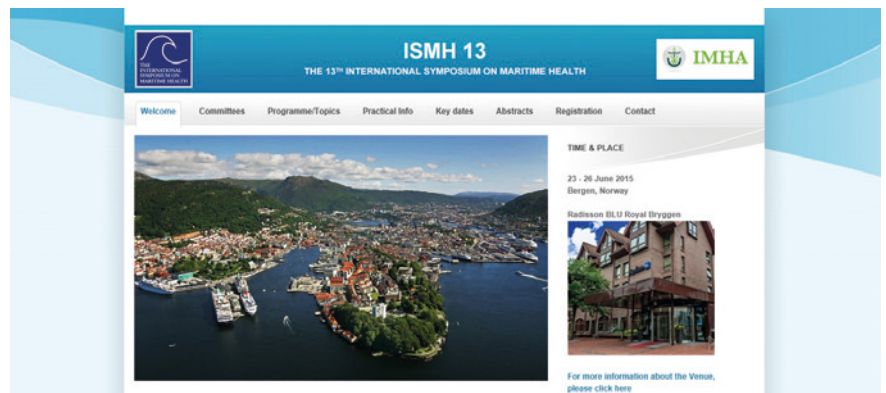 THE
INTERNATIONAL
SYMPOSIUM ON
MARITIME HEALTH
ISMH 13
THE 13TH INTERNATIONAL SYMPOSIUM ON MARITIME HEALTH
IMHA
Welcome Committees Programme/Topics Practical Info Key dates Abstracts Registration Contact
TIME & PLACE
23 - 26 June 2015
Bergen, Norway
Radisson BLU Royal Bryggen
For more information about the Venue,
please click here